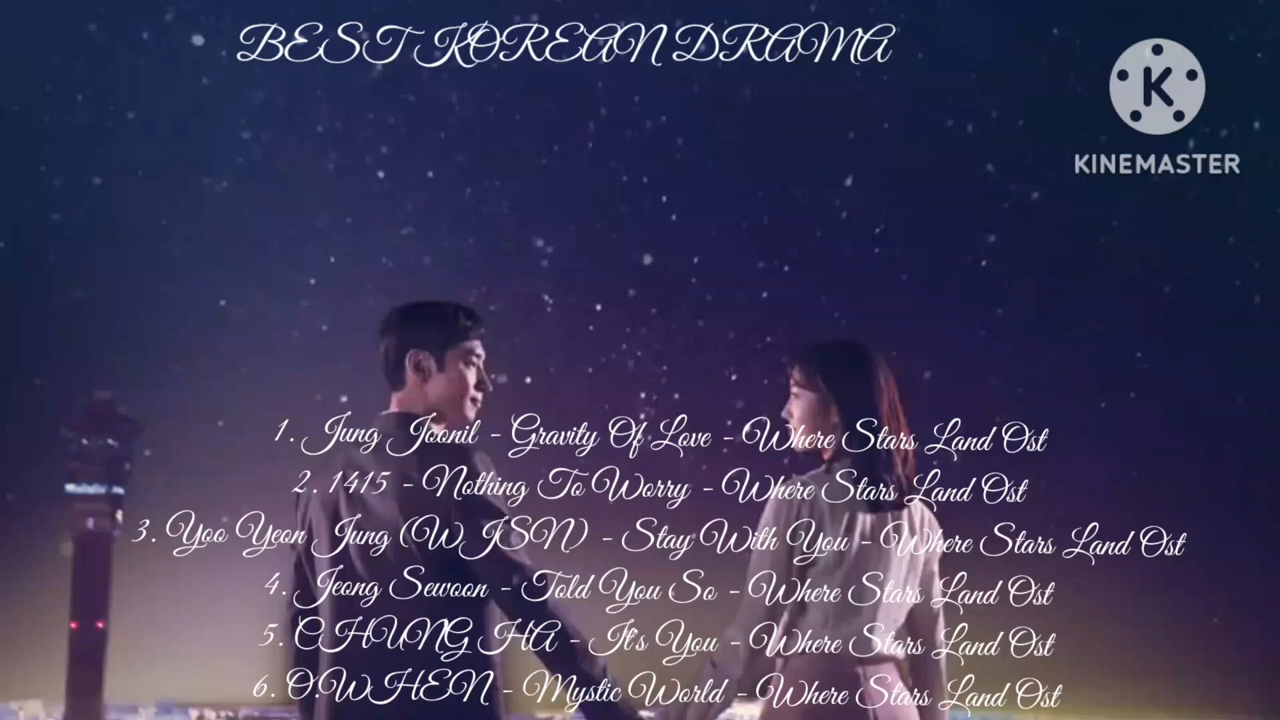 BEST KOREAN DRAMA
K
KINEMASTER
1. Jung Joonil - Gravity Of Love - Where Stars Land Ost
2. 1415 - Nothing To Worry - Where Stars Land Ost
3. Yoo Yeon Jung (WJSN) - Stay With You - Where Stars Land Ost
4. Jeong Sewoon - Told You So - Where Stars Land Ost
5. CHUNG HA - It's You - Where Stars Land Ost
6. O.WHEN - Mystic World - Where Stars Land Ost